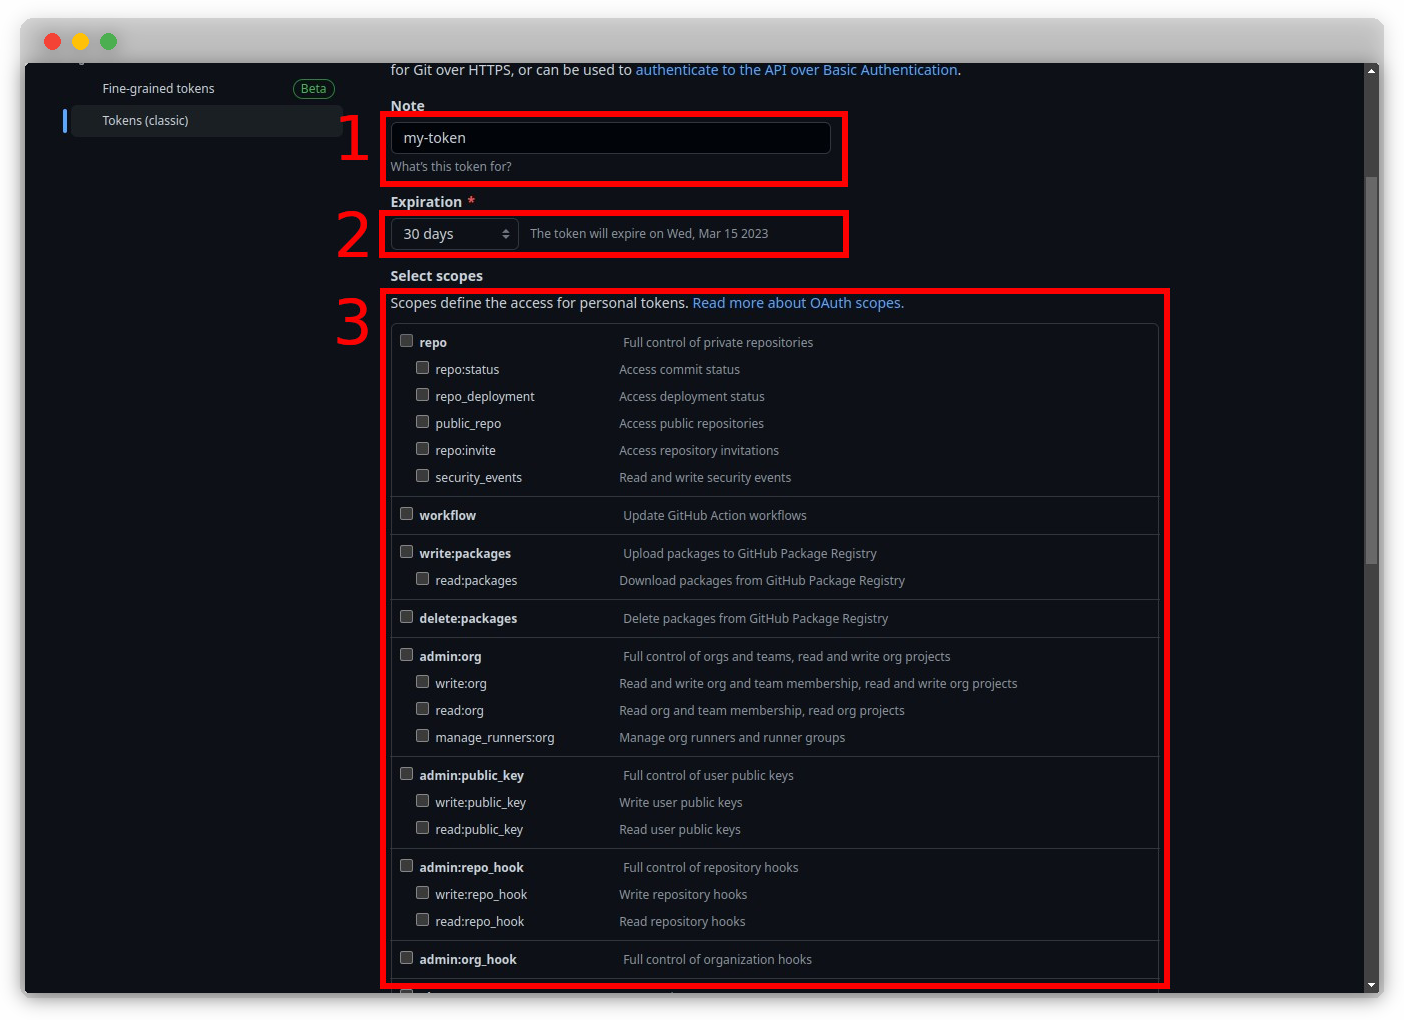 for Git over HTTPS, or can be used to authenticate to the API over Basic Authentication.
Fine-grained tokens Beta
Tokens (classic)
Note
1
my-token
What's this token for?
Expiration *
2
30 days The token will expire on Wed, Mar 15 2023
Select scopes
3
Scopes define the access for personal tokens. Read more about OAuth scopes.
repo Full control of private repositories
repo:status Access commit status
repo_deployment Access deployment status
public_repo Access public repositories
repo:invite Access repository invitations
security_events Read and write security events
workflow Update GitHub Action workflows
write:packages Upload packages to GitHub Package Registry
read:packages Download packages from GitHub Package Registry
delete:packages Delete packages from GitHub Package Registry
admin:org Full control of orgs and teams, read and write org projects
write:org Read and write org and team membership, read and write org projects
read:org Read org and team membership, read org projects
manage_runners:org Manage org runners and runner groups
admin:public_key Full control of user public keys
write:public_key Write user public keys
read:public_key Read user public keys
admin:repo_hook Full control of repository hooks
write:repo_hook Write repository hooks
read:repo_hook Read repository hooks
admin:org_hook Full control of organization hooks